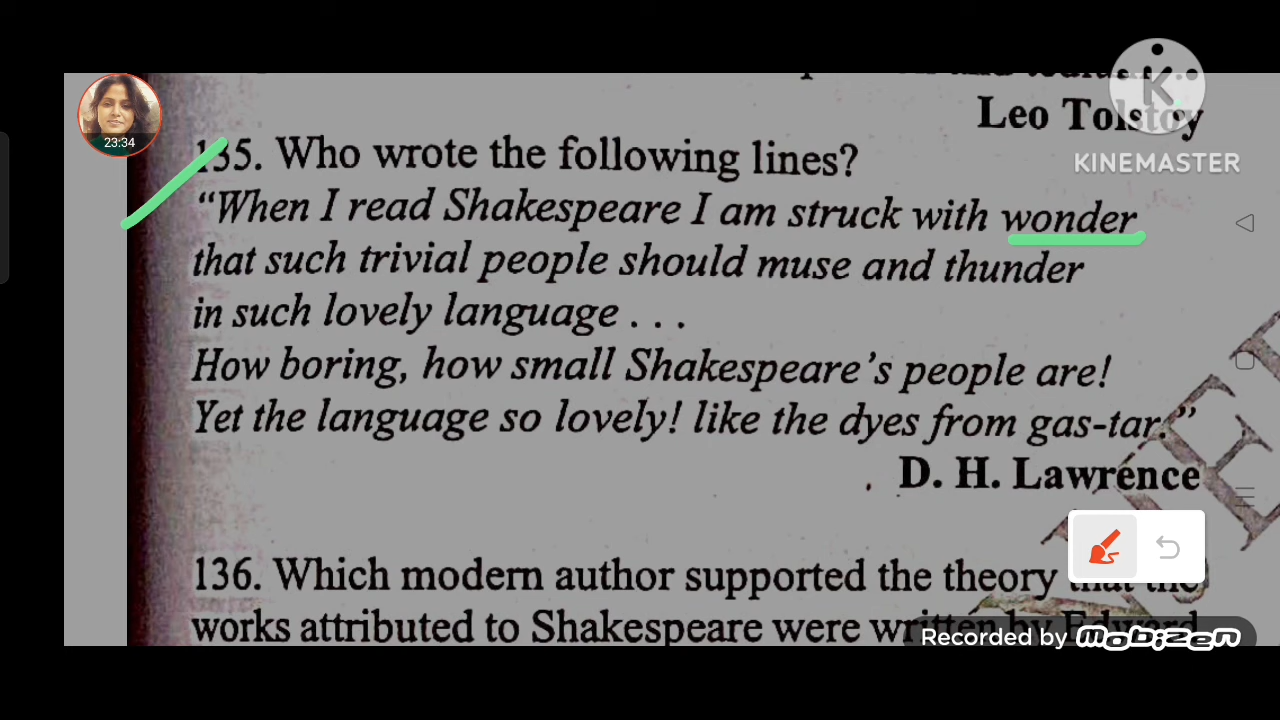 Leo Tolstoy
KINEMASTER
23:34
135. Who wrote the following lines?
“When I read Shakespeare I am struck with wonder
that such trivial people should muse and thunder
in such lovely language . . .
How boring, how small Shakespeare’s people are!
Yet the language so lovely! like the dyes from gas-tar.”
D. H. Lawrence
136. Which modern author supported the theory that the
works attributed to Shakespeare were written by Edward
Recorded by mobizen